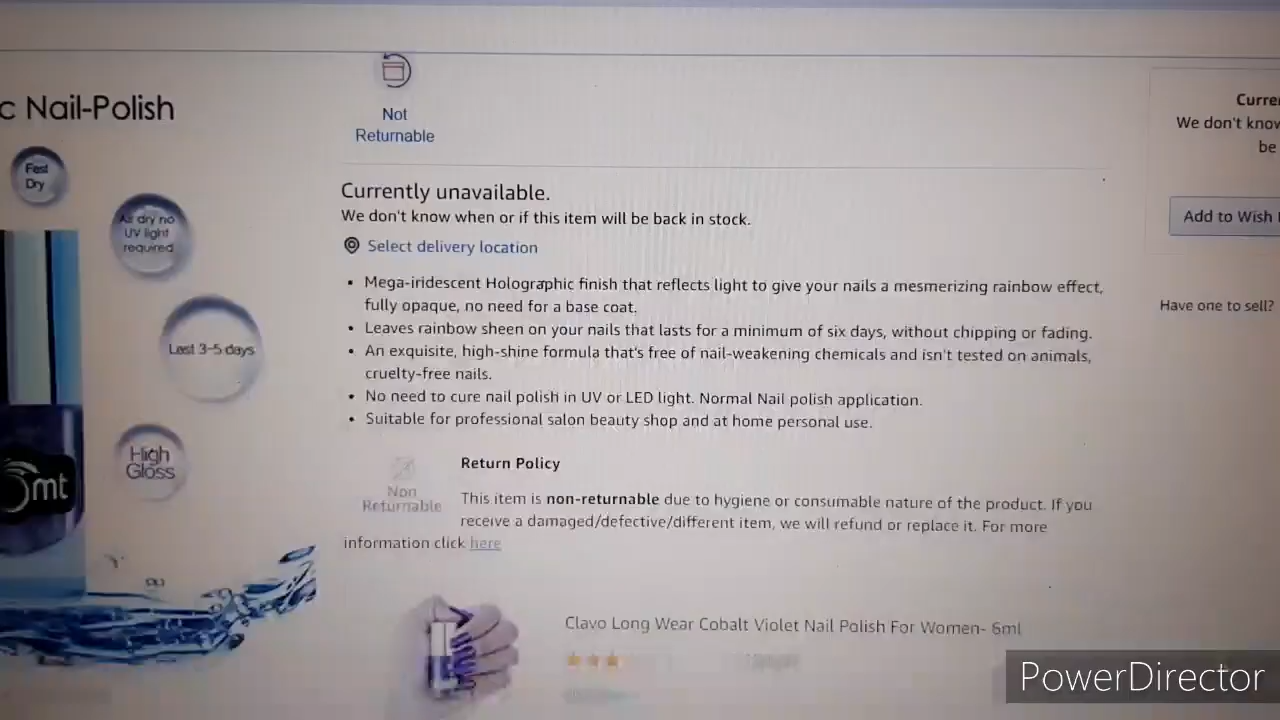 c Nail-Polish
Fast
Dry
As dry no
UV light
required
Last 3-5 days
High
Gloss
mt
Not
Returnable
Currently unavailable.
We don't know when or if this item will be back in stock.
Select delivery location
• Mega-iridescent Holographic finish that reflects light to give your nails a mesmerizing rainbow effect,
fully opaque, no need for a base coat.
• Leaves rainbow sheen on your nails that lasts for a minimum of six days, without chipping or fading.
• An exquisite, high-shine formula that's free of nail-weakening chemicals and isn't tested on animals,
cruelty-free nails.
• No need to cure nail polish in UV or LED light. Normal Nail polish application.
• Suitable for professional salon beauty shop and at home personal use.
Non
Returnable
Return Policy
This item is non-returnable due to hygiene or consumable nature of the product. If you
receive a damaged/defective/different item, we will refund or replace it. For more
information click here
Clavo Long Wear Cobalt Violet Nail Polish For Women- 6ml
Curre
We don't know
be
Add to Wish
Have one to sell?
PowerDirector